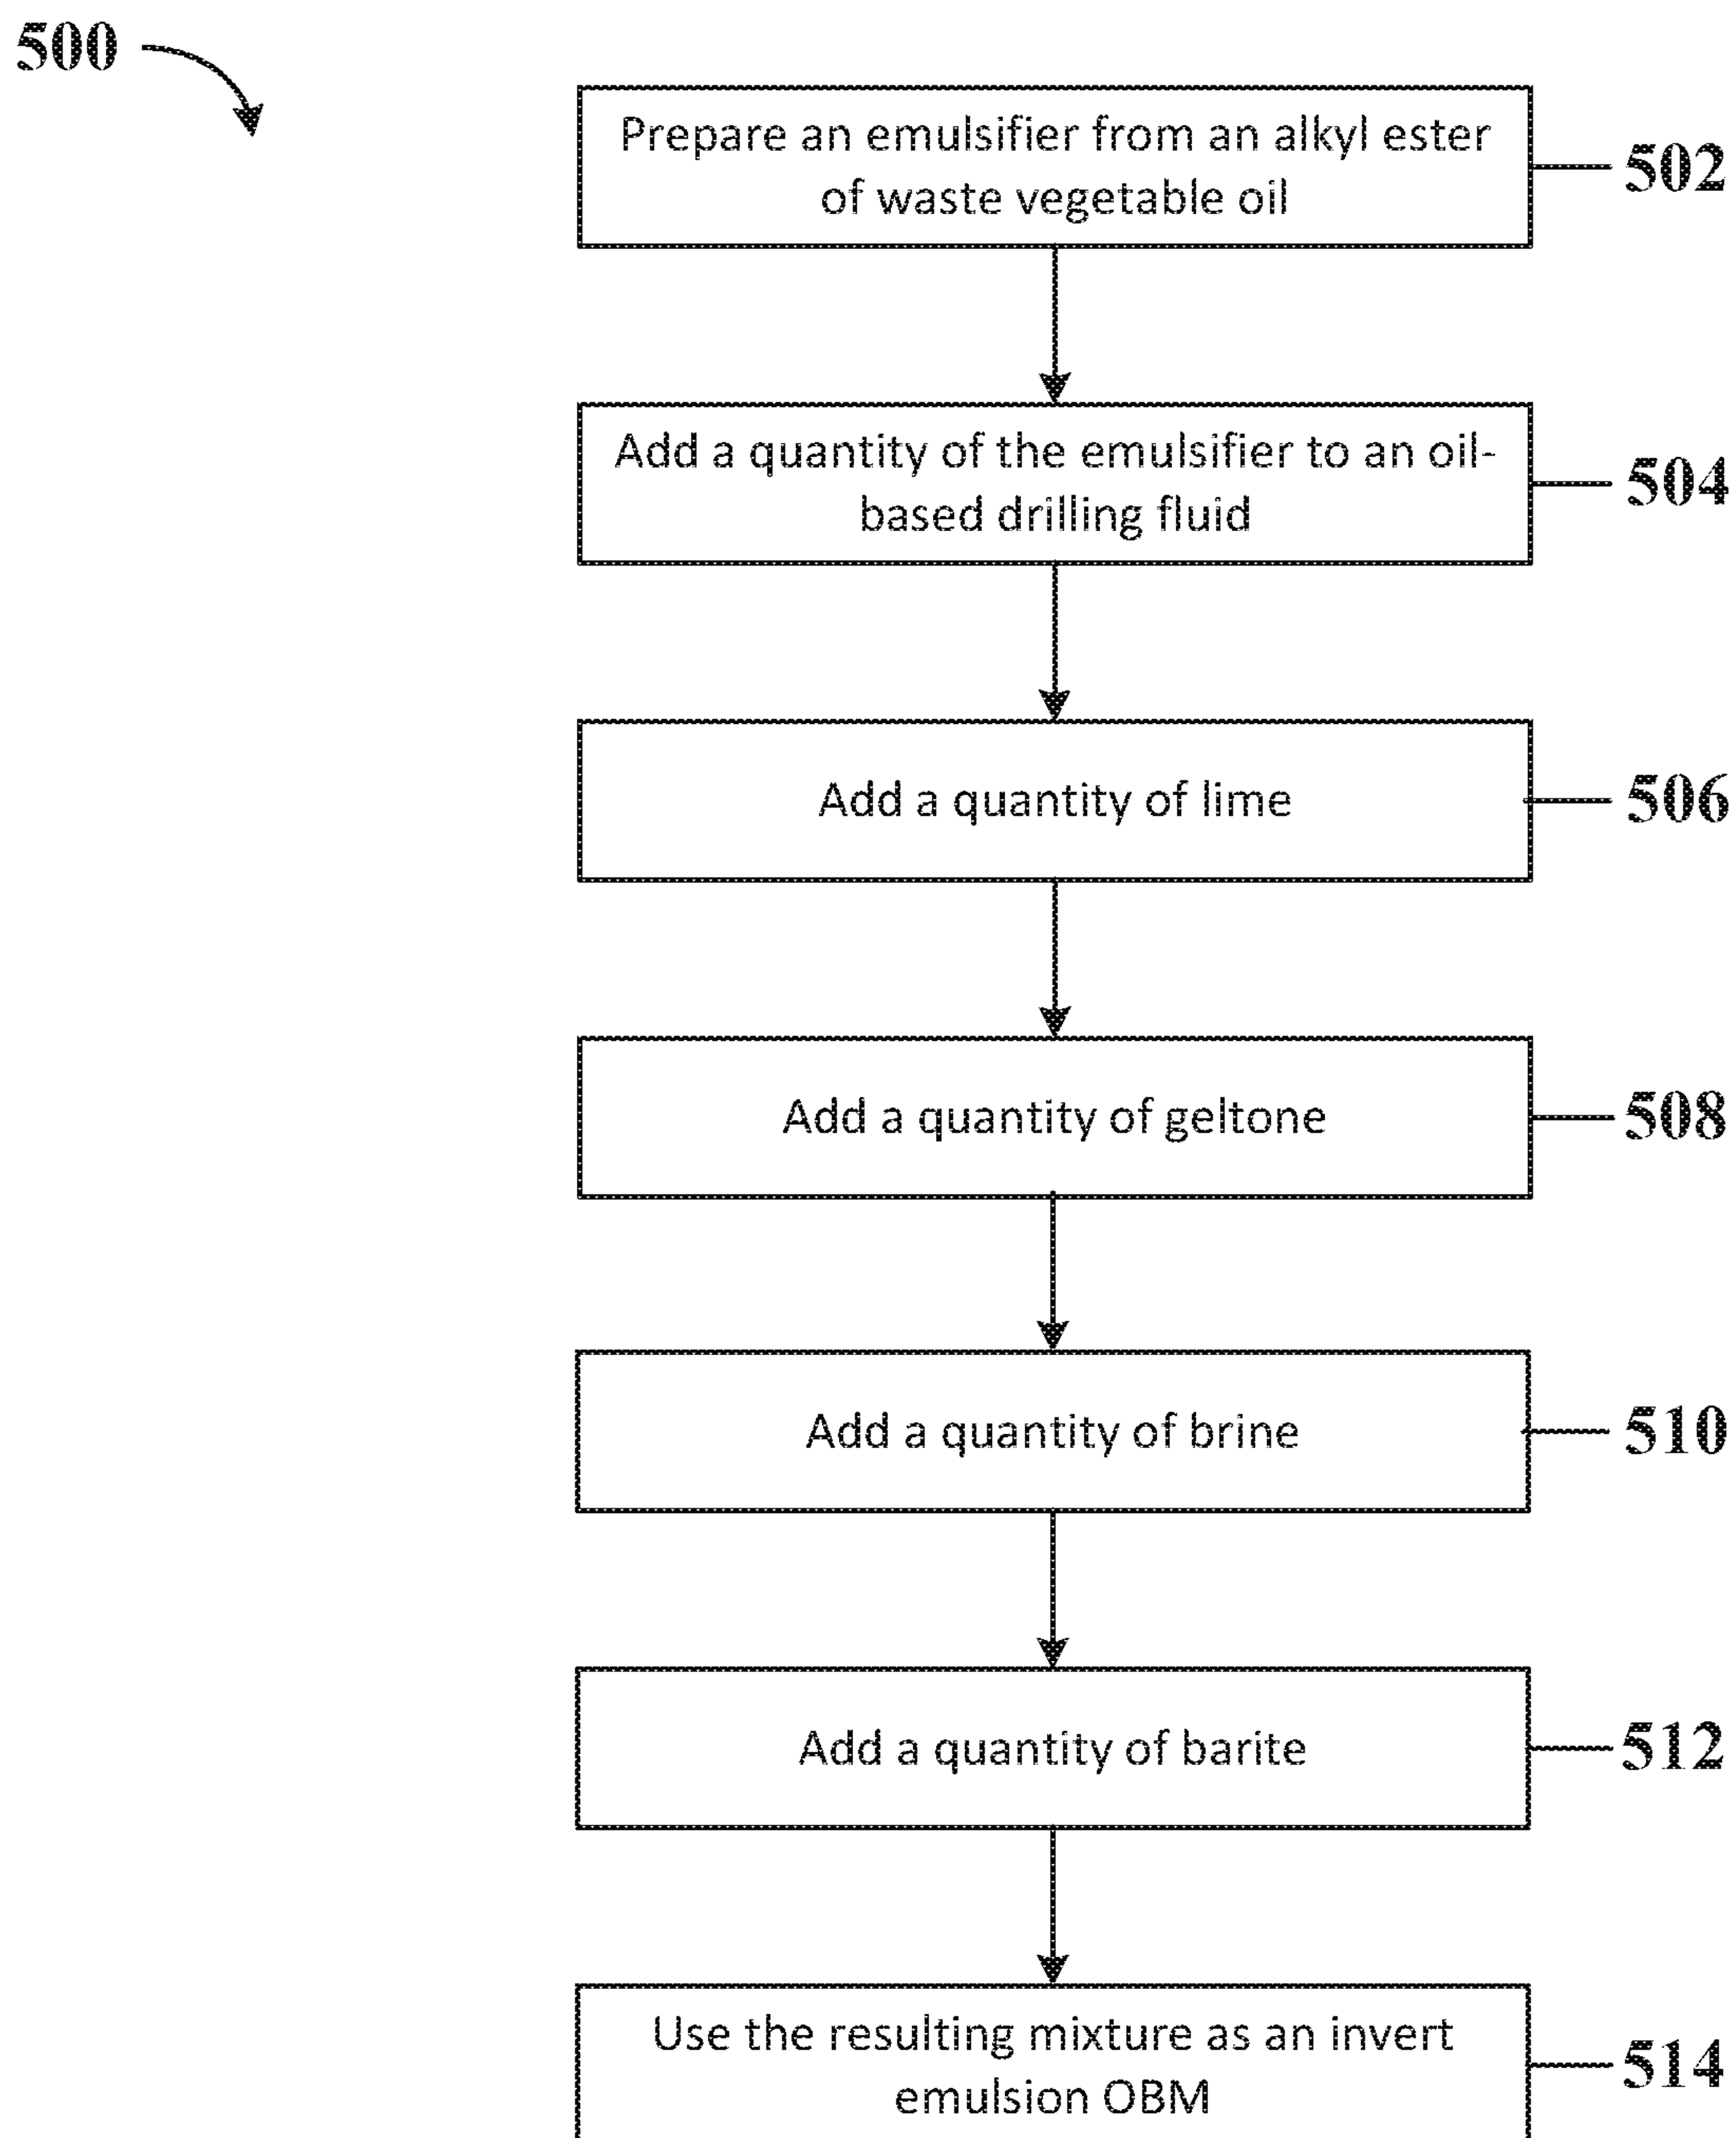 500
Prepare an emulsifier from an alkyl ester
of waste vegetable oil
502
Add a quantity of the emulsifier to an oil-
based drilling fluid
504
Add a quantity of lime
506
Add a quantity of geltone
508
Add a quantity of brine
510
Add a quantity of barite
512
Use the resulting mixture as an invert
emulsion OBM
514